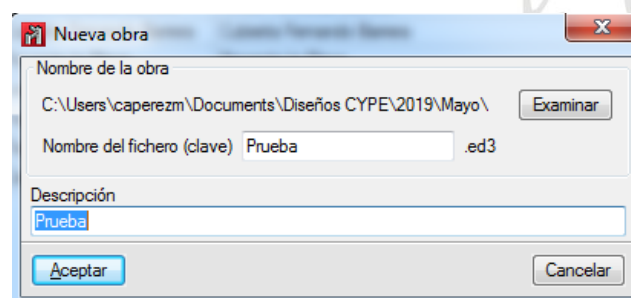 Nueva obra
Nombre de la obra
C:\Users\caperezm\Documents\Diseños CYPE\2019\Mayo\ Examinar
Nombre del fichero (clave) Prueba .ed3
Descripción
Prueba
Aceptar Cancelar